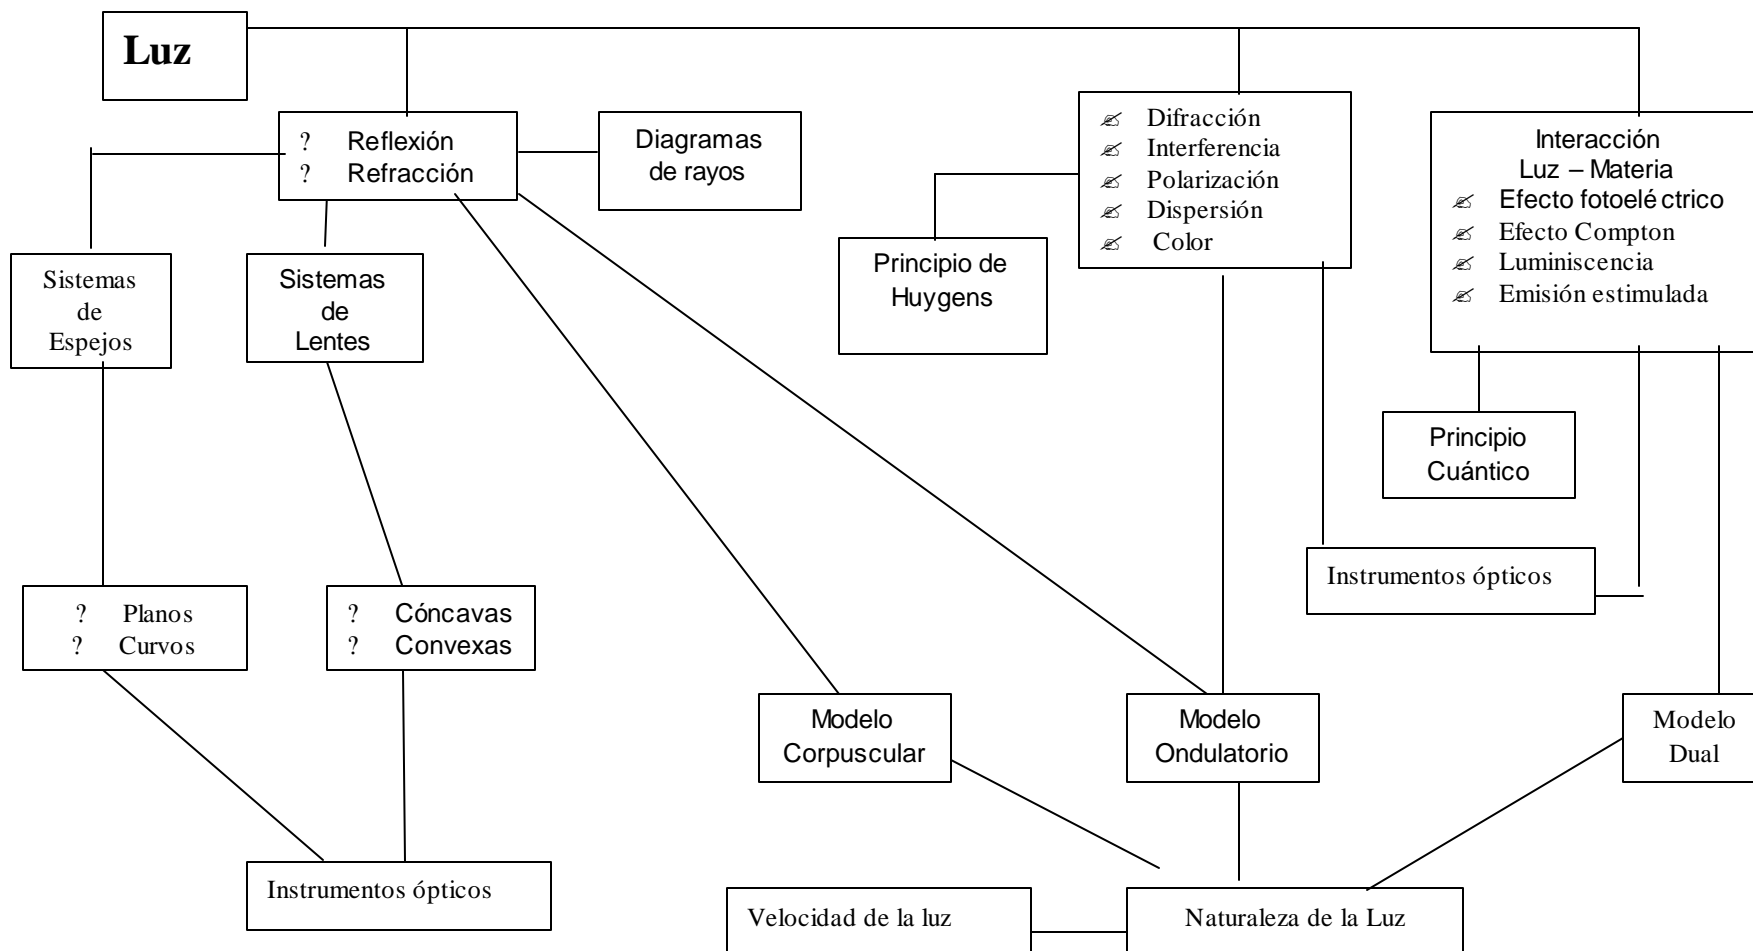 Luz
? Reflexión
? Refracción
Diagramas
de rayos
Difracción
Interferencia
Polarización
Dispersión
Color
Interacción
Luz – Materia
Efecto fotoelé ctrico
Efecto Compton
Luminiscencia
Emisión estimulada
Sistemas
de
Espejos
Sistemas
de
Lentes
Principio de
Huygens
Principio
Cuántico
Instrumentos ópticos
? Planos
? Curvos
? Cóncavas
? Convexas
Modelo
Corpuscular
Modelo
Ondulatorio
Modelo
Dual
Instrumentos ópticos
Velocidad de la luz
Naturaleza de la Luz